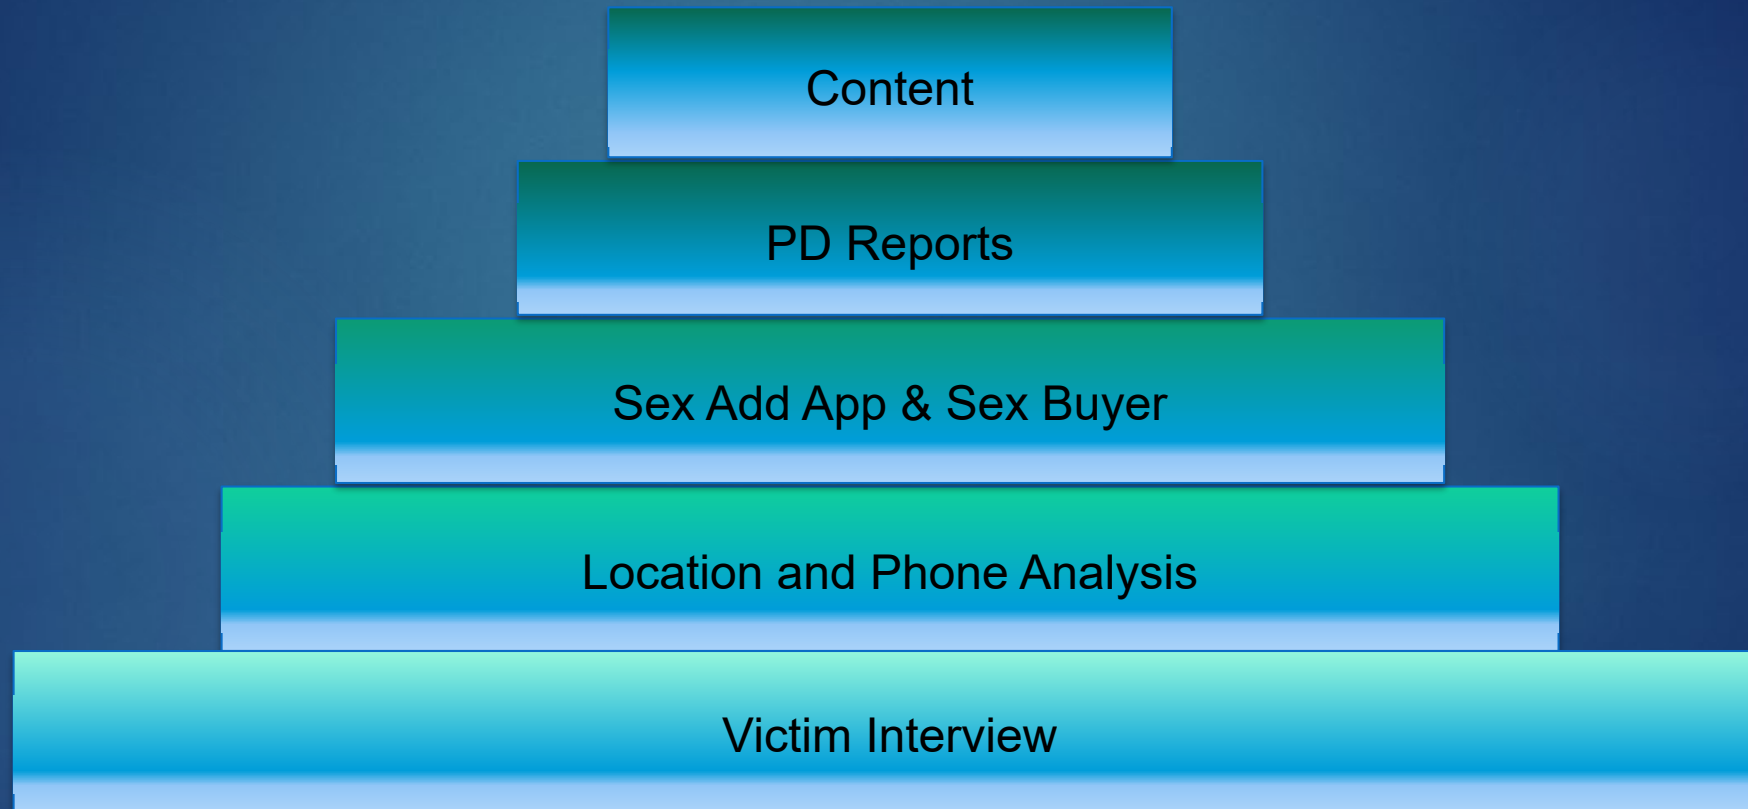 Content
PD Reports
Sex Add App & Sex Buyer
Location and Phone Analysis
Victim Interview